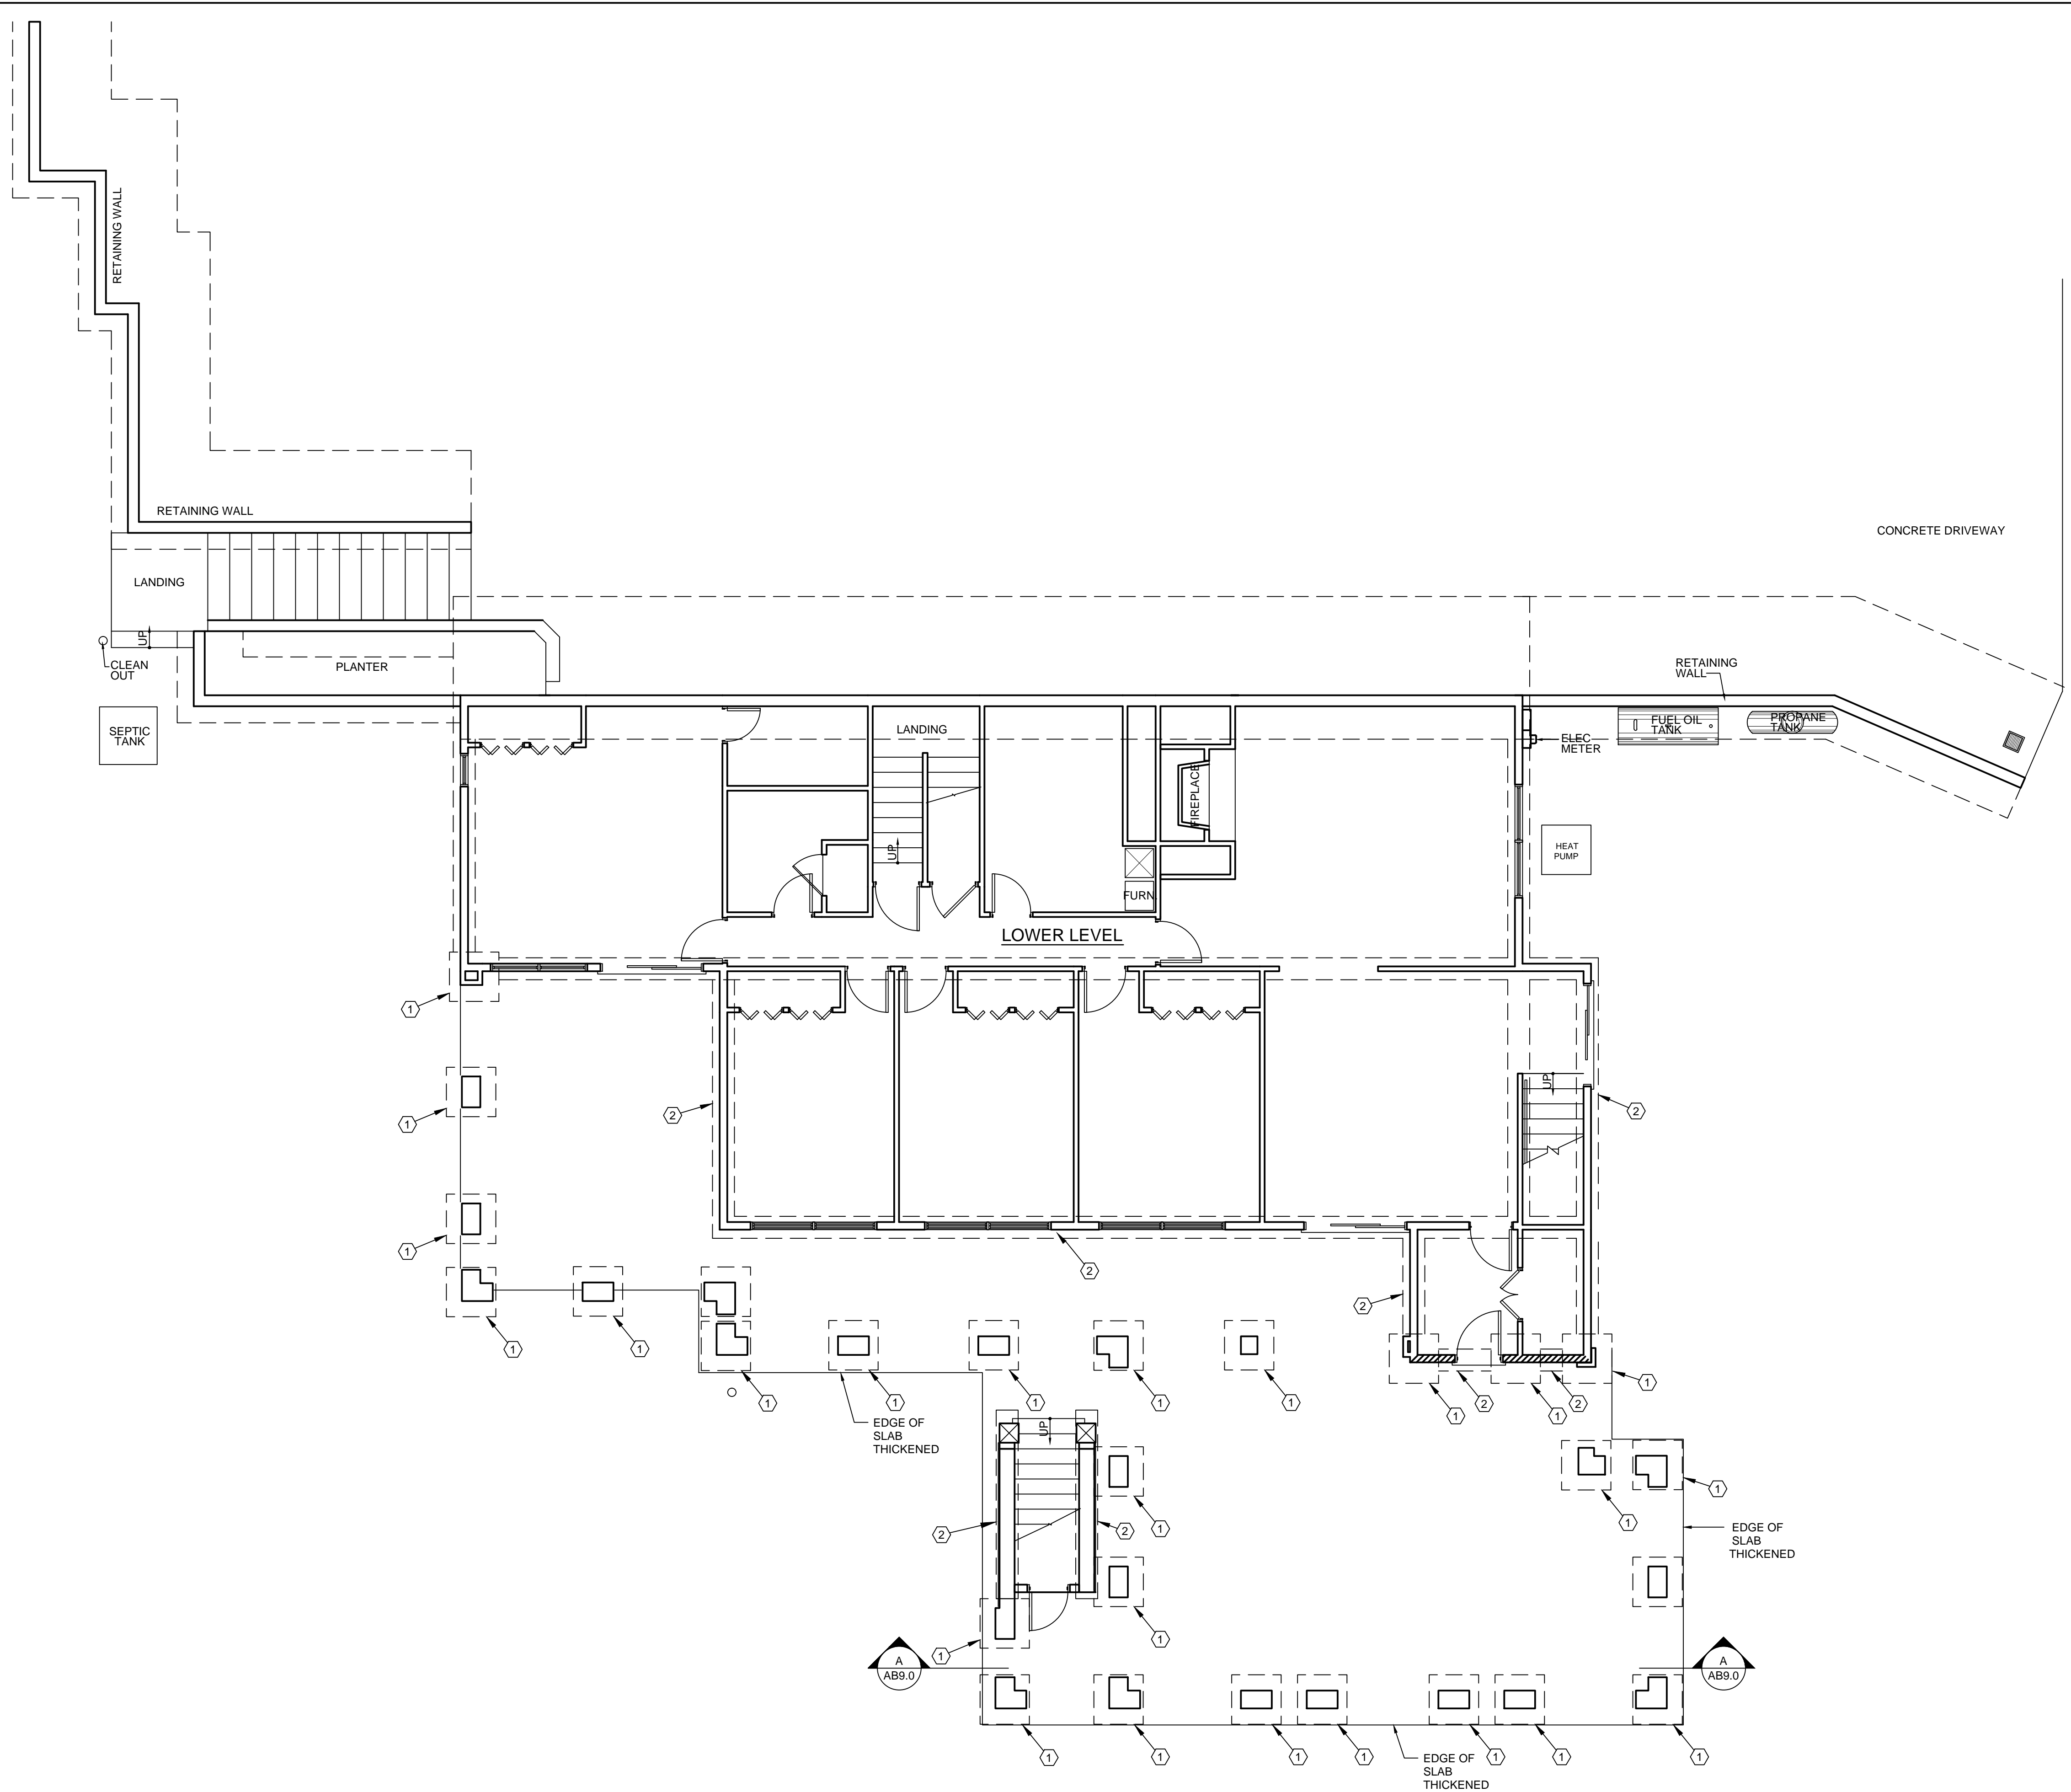 RETAINING WALL
RETAINING WALL
CONCRETE DRIVEWAY
LANDING
UP
CLEAN
OUT
PLANTER
RETAINING
WALL
SEPTIC
TANK
LANDING
FUEL OIL
TANK
PROPANE
TANK
ELEC
METER
FIREPLACE
UP
HEAT
PUMP
FURN.
LOWER LEVEL
1
UP
2
2
1
1
2
2
1
1
1
1
1
1
1
1
2
1
2
1
EDGE OF
SLAB
THICKENED
UP
1
1
2
2
1
EDGE OF
SLAB
THICKENED
1
1
A
AB9.0
A
AB9.0
1
1
1
1
1
1
1
EDGE OF
SLAB
THICKENED